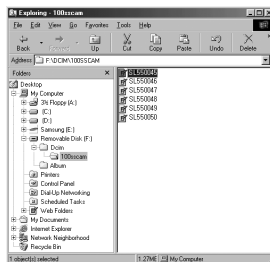 Exploring - 100sscam
File Edit View Go Favorites Tools Help
Back Forward Up Cut Copy Paste Undo Delete
Address F:\DCIM\100SSCAM
Folders
Desktop
My Computer
3½ Floppy (A:)
(C:)
(D:)
Samsung (E:)
Removable Disk (F:)
Dcim
100sscam
Album
Printers
Control Panel
Dial-Up Networking
Scheduled Tasks
Web Folders
My Documents
Internet Explorer
Network Neighborhood
Recycle Bin
SL550045
SL550046
SL550047
SL550048
SL550049
SL550050
1 object(s) selected
1.27MB
My Computer